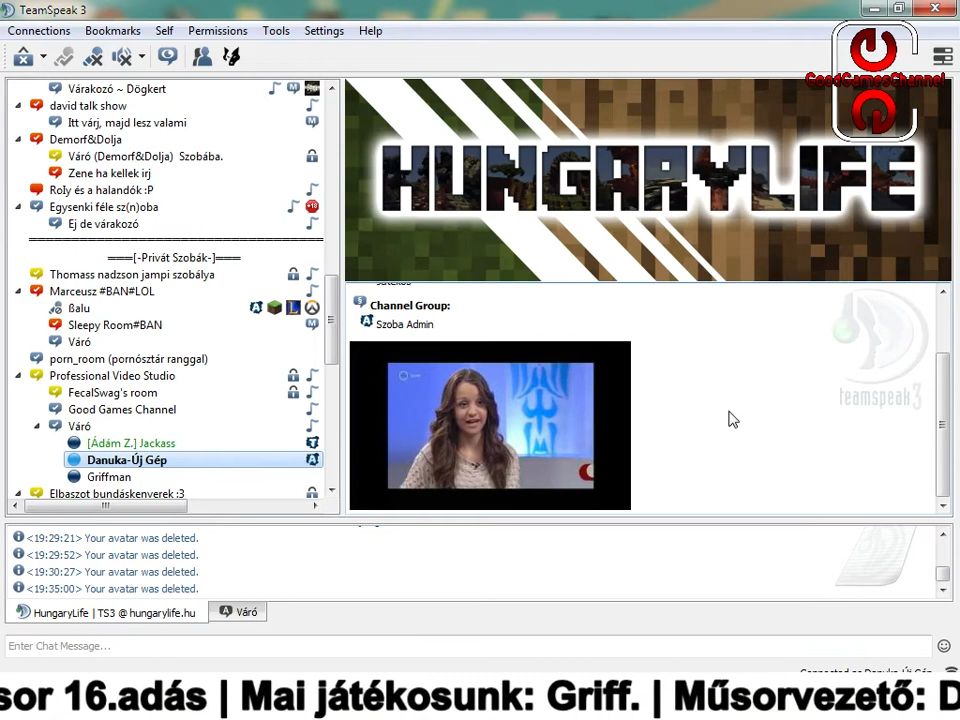 TeamSpeak 3
Connections Bookmarks Self Permissions Tools Settings Help
GoodGamesChannel
Várakozó ~ Dögkert
david talk show
Itt várj, majd lesz valami
Demorf&Dolja
Váró (Demorf&Dolja) Szobába.
Zene ha kellek irj
Roly és a halandók :P
Egysenki féle sz(n)oba
+18
Ej de várakozó
═══[-Privát Szobák-]═══
Thomass nadzson jampi szobálya
Marceusz #BAN#LOL
ßalu
Sleepy Room#BAN
Váró
porn_room (pornósztár ranggal)
Professional Video Studio
FecalSwag's room
Good Games Channel
Váró
[Ádám Z.] Jackass
Danuka-Új Gép
Griffman
Elbaszot bundáskenyerek :3
HUNGARYLIFE
Channel Group:
Szoba Admin
teamspeak3
<19:29:21> Your avatar was deleted.
<19:29:52> Your avatar was deleted.
<19:30:27> Your avatar was deleted.
<19:35:00> Your avatar was deleted.
HungaryLife | TS3 @ hungarylife.hu
Váró
Enter Chat Message...
sor 16.adás | Mai játékosunk: Griff. | Műsorvezető: D